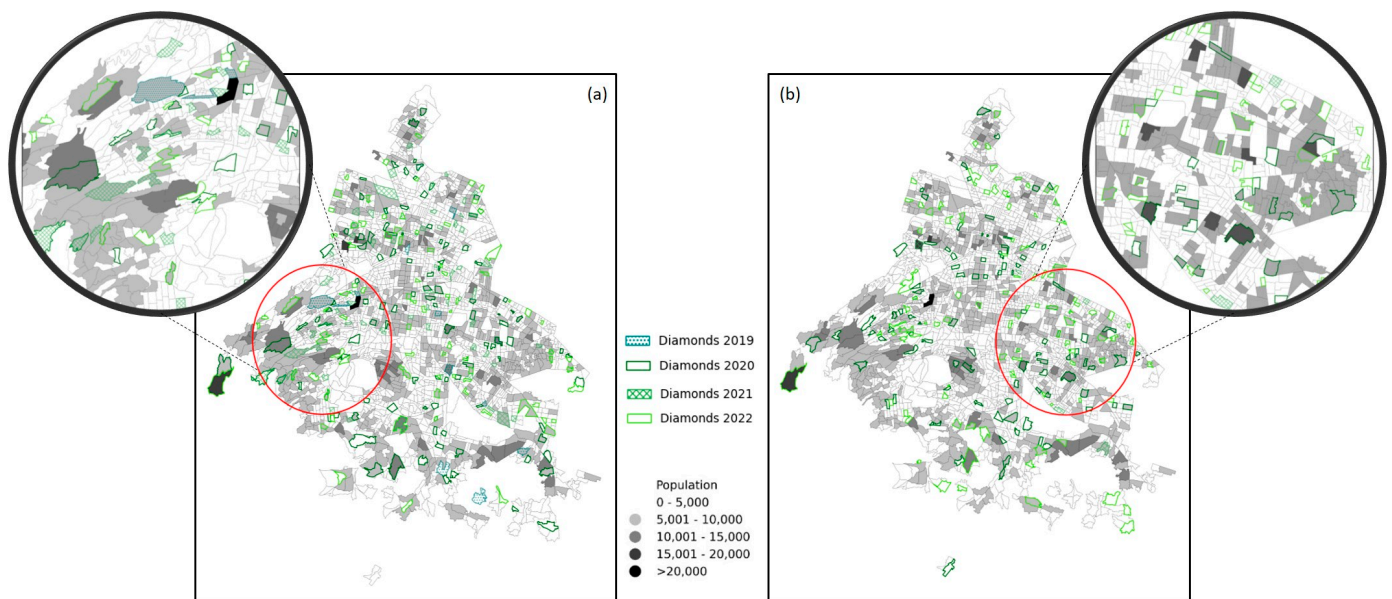 (a)
(b)
Diamonds 2019
Diamonds 2020
Diamonds 2021
Diamonds 2022
Population
0 - 5,000
5,001 - 10,000
10,001 - 15,000
15,001 - 20,000
>20,000